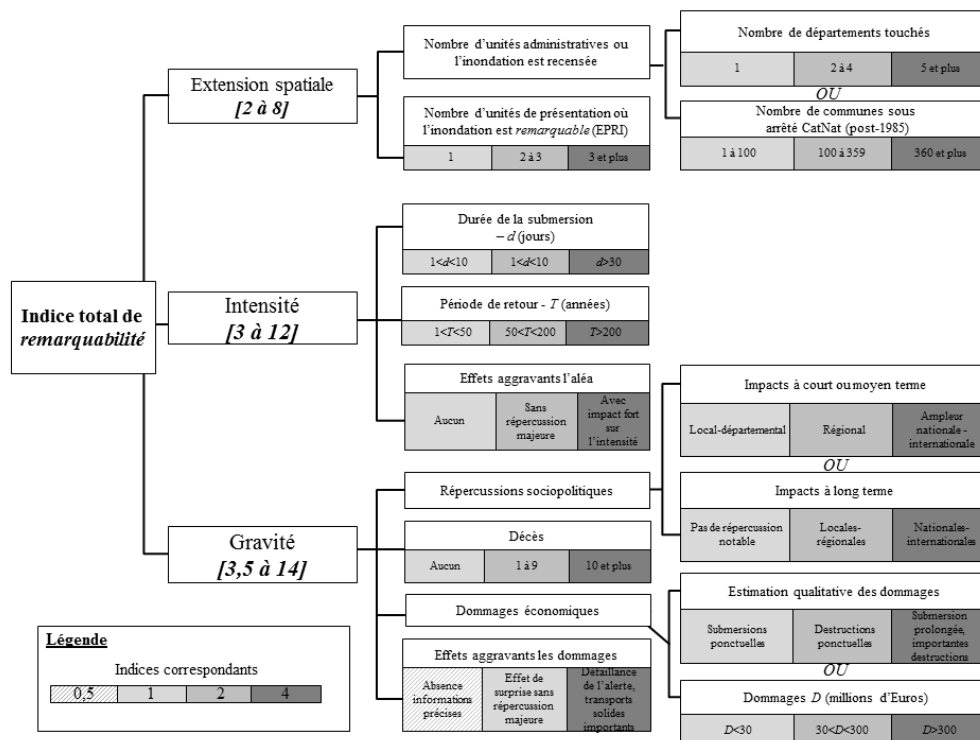 Indice total de
remarquabilité
Extension spatiale
[2 à 8]
Nombre d'unités administratives ou
l'inondation est recensée
Nombre de départements touchés
1
2 à 4
5 et plus
OU
Nombre de communes sous
arrêté CatNat (post-1985)
1 à 100
100 à 359
360 et plus
Nombre d'unités de présentation où
l'inondation est remarquable (EPRI)
1
2 à 3
3 et plus
Intensité
[3 à 12]
Durée de la submersion
– d (jours)
1<d<10
1<d<10
d>30
Période de retour - T (années)
1<T<50
50<T<200
T>200
Effets aggravants l'aléa
Aucun
Sans
répercussion
majeure
Avec
impact fort
sur
l'intensité
Gravité
[3,5 à 14]
Répercussions sociopolitiques
Impacts à court ou moyen terme
Local-départemental
Régional
Ampleur
nationale -
internationale
OU
Impacts à long terme
Pas de répercussion
notable
Locales-
régionales
Nationales-
internationales
Décès
Aucun
1 à 9
10 et plus
Dommages économiques
Estimation qualitative des dommages
Submersions
ponctuelles
Destructions
ponctuelles
Submersion
prolongée,
importantes
destructions
OU
Dommages D (millions d'Euros)
D<30
30<D<300
D>300
Effets aggravants les dommages
Absence
informations
précises
Effet de
surprise sans
répercussion
majeure
Défaillance
de l'alerte,
transports
solides
importants
Légende
Indices correspondants
0,5
1
2
4